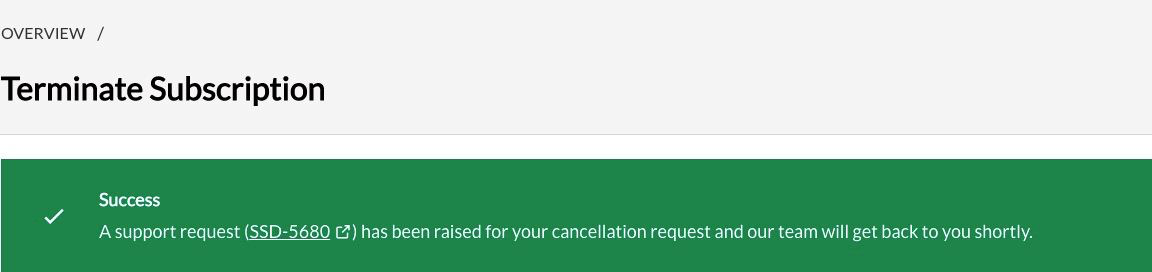 OVERVIEW /
Terminate Subscription
Success
A support request (SSD-5680) has been raised for your cancellation request and our team will get back to you shortly.